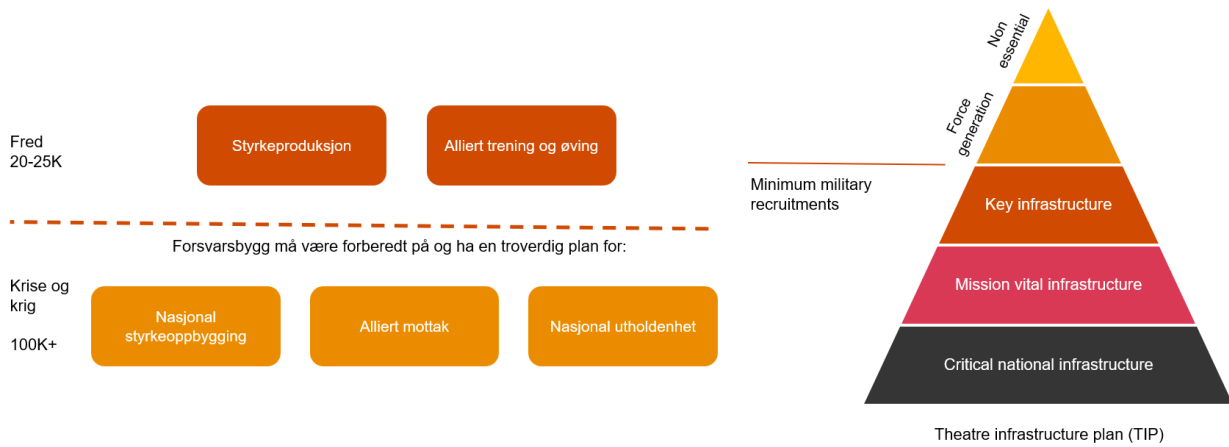 Fred
20-25K
Styrkeproduksjon
Alliert trening og øving
Forsvarsbygg må være forberedt på og ha en troverdig plan for:
Krise og
krig
100K+
Nasjonal
styrkeoppbygging
Alliert mottak
Nasjonal utholdenhet
Minimum military
recruitments
Non
essential
Force
generation
Key infrastructure
Mission vital infrastructure
Critical national infrastructure
Theatre infrastructure plan (TIP)